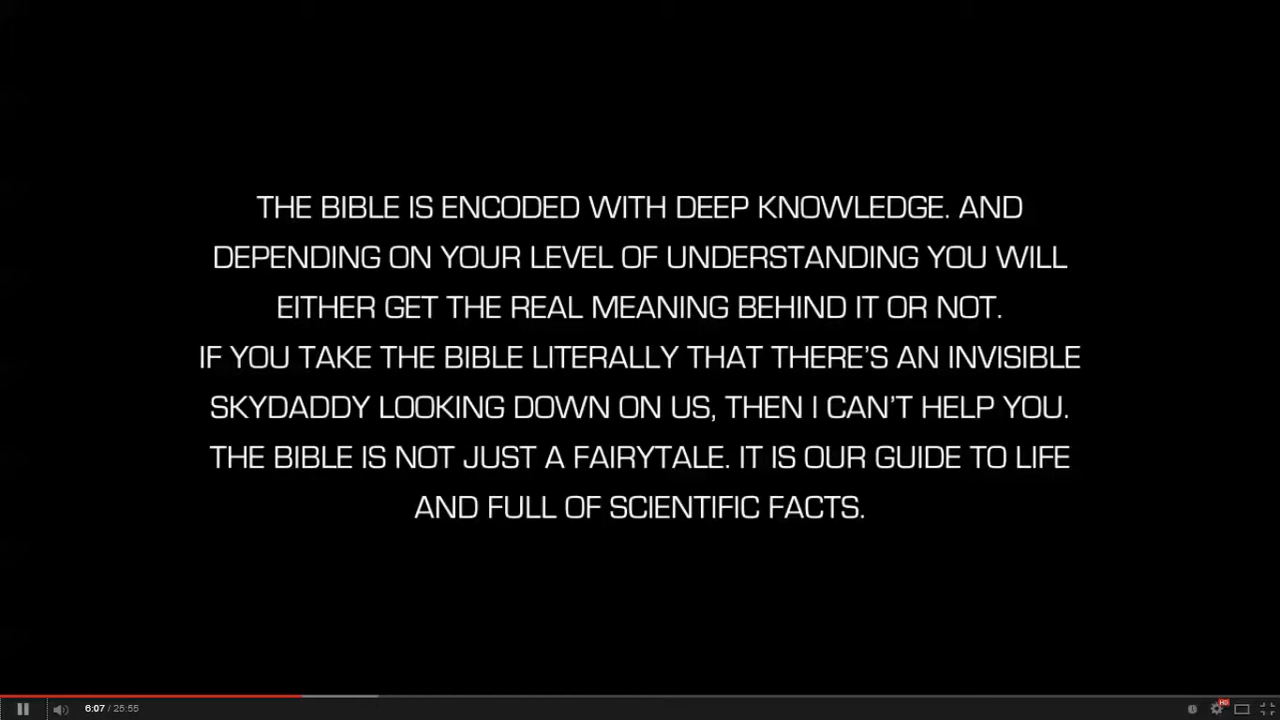 THE BIBLE IS ENCODED WITH DEEP KNOWLEDGE. AND
DEPENDING ON YOUR LEVEL OF UNDERSTANDING YOU WILL
EITHER GET THE REAL MEANING BEHIND IT OR NOT.
IF YOU TAKE THE BIBLE LITERALLY THAT THERE'S AN INVISIBLE
SKYDADDY LOOKING DOWN ON US, THEN I CAN'T HELP YOU.
THE BIBLE IS NOT JUST A FAIRYTALE. IT IS OUR GUIDE TO LIFE
AND FULL OF SCIENTIFIC FACTS.
6:07 / 25:55
HD